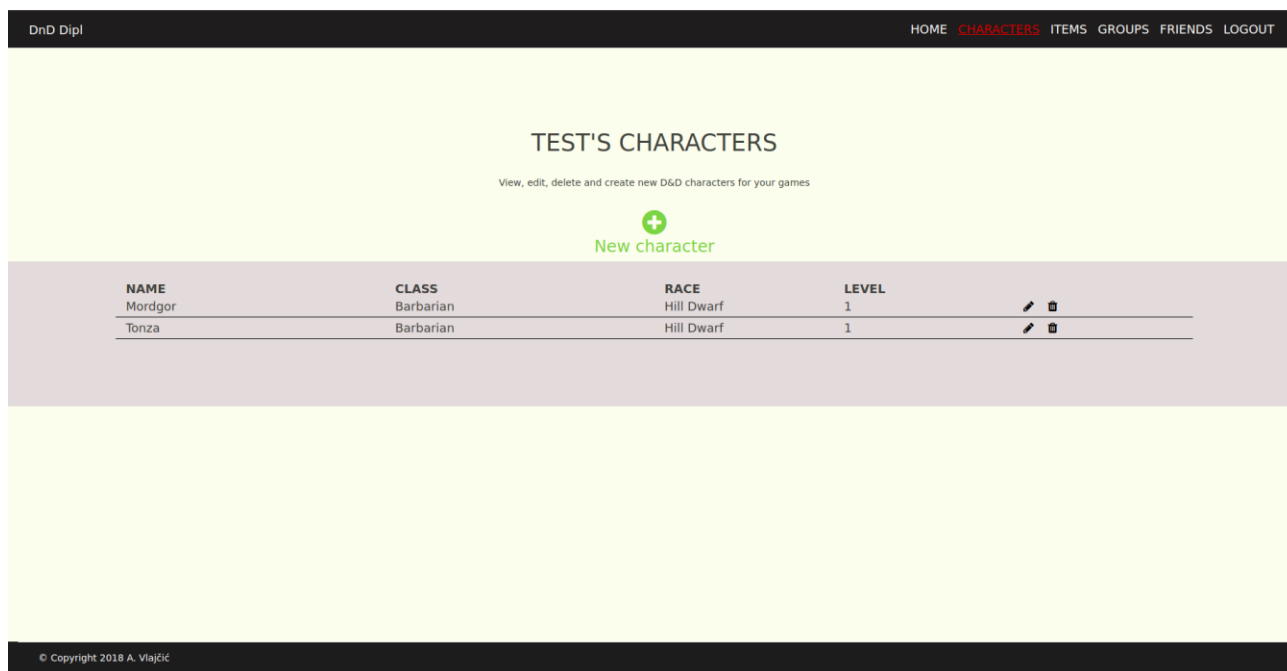 DnD Dipl HOME CHARACTERS ITEMS GROUPS FRIENDS LOGOUT
TEST'S CHARACTERS
View, edit, delete and create new D&D characters for your games
New character
NAME CLASS RACE LEVEL
Mordgor Barbarian Hill Dwarf 1
Tonza Barbarian Hill Dwarf 1
© Copyright 2018 A. Vlajčić